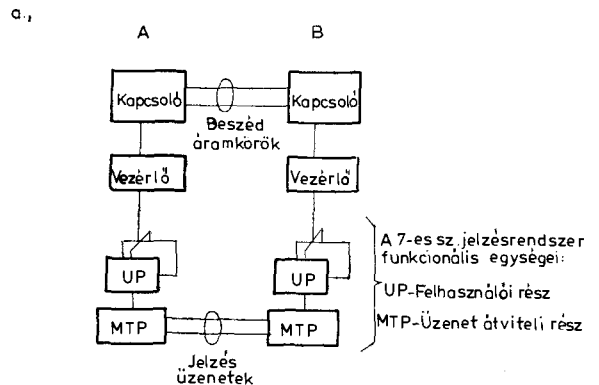 a.,
A
B
Kapcsoló
Kapcsoló
Beszéd
áramkörök
Vezérlő
Vezérlő
UP
UP
MTP
MTP
Jelzés
üzenetek
A 7-es sz. jelzésrendszer
funkcionális egységei:
UP-Felhasználói rész
MTP-Üzenet átviteli rész